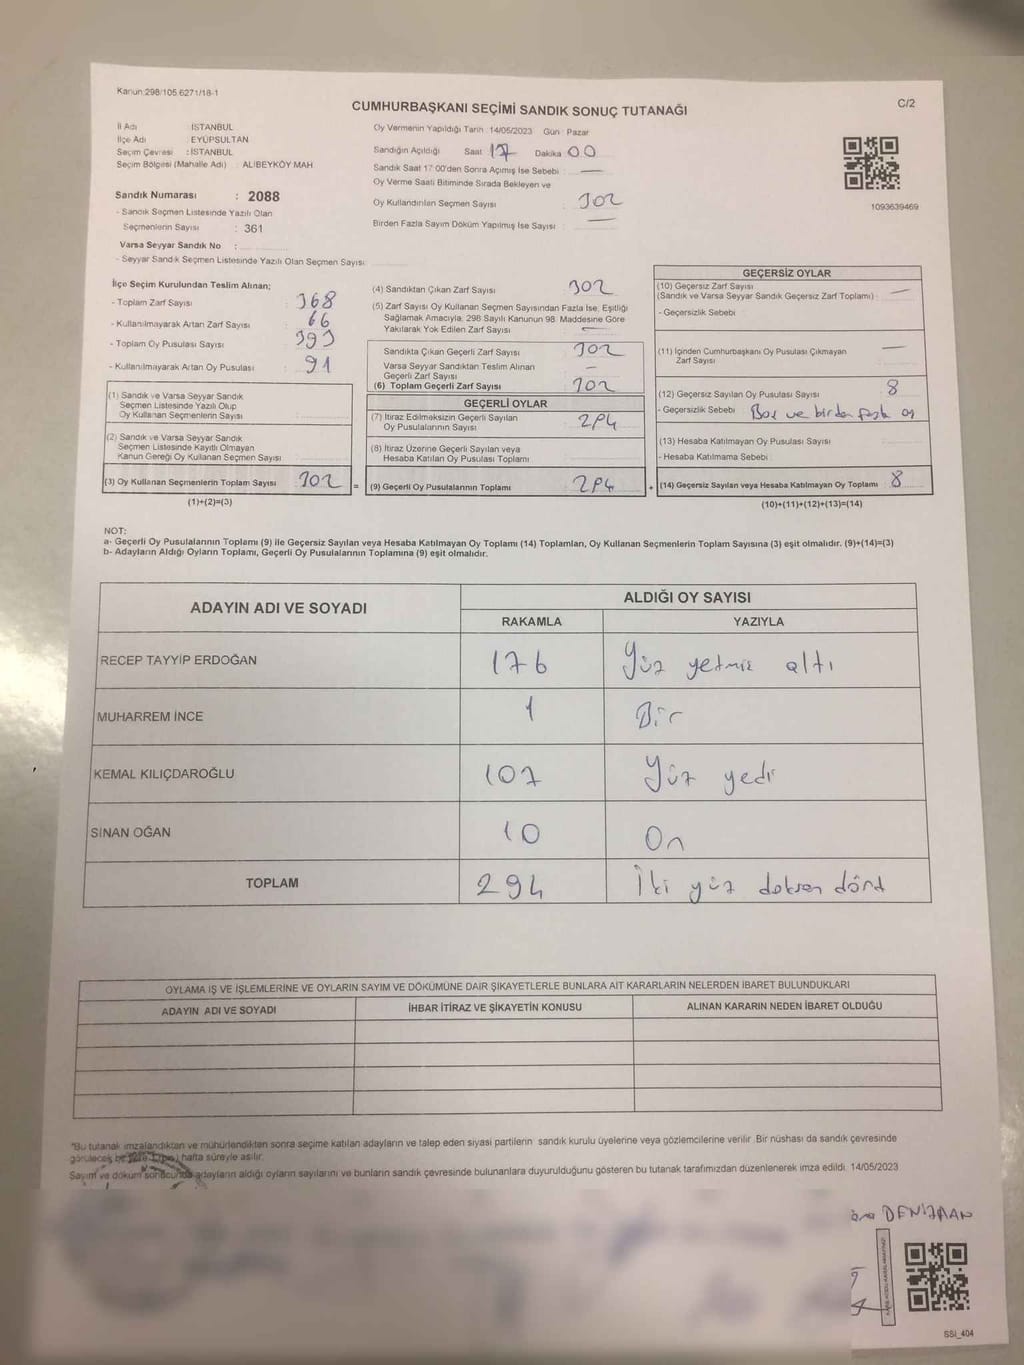 Kanun:298/105.6271/18-1
CUMHURBAŞKANI SEÇİMİ SANDIK SONUÇ TUTANAĞI
C/2
İl Adı : İSTANBUL
İlçe Adı : EYÜPSULTAN
Seçim Çevresi : İSTANBUL
Seçim Bölgesi (Mahalle Adı) : ALİBEYKÖY MAH
Oy Vermenin Yapıldığı Tarih : 14/05/2023 Gün : Pazar
Sandığın Açıldığı Saat 17 Dakika 00
Sandık Saat 17:00'den Sonra Açılmış İse Sebebi : —
Oy Verme Saati Bitiminde Sırada Bekleyen ve
Oy Kullandırılan Seçmen Sayısı : 302
Birden Fazla Sayım Döküm Yapılmış İse Sayısı : —
1093639469
Sandık Numarası : 2088
- Sandık Seçmen Listesinde Yazılı Olan
Seçmenlerin Sayısı : 361
Varsa Seyyar Sandık No :
- Seyyar Sandık Seçmen Listesinde Yazılı Olan Seçmen Sayısı:
İlçe Seçim Kurulundan Teslim Alınan;
- Toplam Zarf Sayısı : 368
- Kullanılmayarak Artan Zarf Sayısı : 66
- Toplam Oy Pusulası Sayısı : 393
- Kullanılmayarak Artan Oy Pusulası : 91
(1) Sandık ve Varsa Seyyar Sandık
Seçmen Listesinde Yazılı Olup
Oy Kullanan Seçmenlerin Sayısı
(2) Sandık ve Varsa Seyyar Sandık
Seçmen Listesinde Kayıtlı Olmayan
Kanun Gereği Oy Kullanan Seçmen Sayısı
(3) Oy Kullanan Seçmenlerin Toplam Sayısı : 302
(1)+(2)=(3)
(4) Sandıktan Çıkan Zarf Sayısı : 302
(5) Zarf Sayısı Oy Kullanan Seçmen Sayısından Fazla İse; Eşitliği
Sağlamak Amacıyla, 298 Sayılı Kanunun 98. Maddesine Göre
Yakılarak Yok Edilen Zarf Sayısı : —
Sandıkta Çıkan Geçerli Zarf Sayısı : 302
Varsa Seyyar Sandıktan Teslim Alınan
Geçerli Zarf Sayısı : —
(6) Toplam Geçerli Zarf Sayısı : 302
GEÇERLİ OYLAR
(7) İtiraz Edilmeksizin Geçerli Sayılan
Oy Pusulalarının Sayısı : 294
(8) İtiraz Üzerine Geçerli Sayılan veya
Hesaba Katılan Oy Pusulası Toplamı
= (9) Geçerli Oy Pusulalarının Toplamı : 294
GEÇERSİZ OYLAR
(10) Geçersiz Zarf Sayısı
(Sandık ve Varsa Seyyar Sandık Geçersiz Zarf Toplamı) : —
- Geçersizlik Sebebi :
(11) İçinden Cumhurbaşkanı Oy Pusulası Çıkmayan
Zarf Sayısı : —
(12) Geçersiz Sayılan Oy Pusulası Sayısı : 8
- Geçersizlik Sebebi : Boş ve birden fazla oy
(13) Hesaba Katılmayan Oy Pusulası Sayısı :
- Hesaba Katılmama Sebebi :
+ (14) Geçersiz Sayılan veya Hesaba Katılmayan Oy Toplamı : 8
(10)+(11)+(12)+(13)=(14)
NOT:
a- Geçerli Oy Pusulalarının Toplamı (9) ile Geçersiz Sayılan veya Hesaba Katılmayan Oy Toplamı (14) Toplamları, Oy Kullanan Seçmenlerin Toplam Sayısına (3) eşit olmalıdır. (9)+(14)=(3)
b- Adayların Aldığı Oyların Toplamı, Geçerli Oy Pusulalarının Toplamına (9) eşit olmalıdır.
ADAYIN ADI VE SOYADI
ALDIĞI OY SAYISI
RAKAMLA YAZIYLA
RECEP TAYYİP ERDOĞAN 176 Yüz yetmiş altı
MUHARREM İNCE 1 Bir
KEMAL KILIÇDAROĞLU 107 Yüz yedi
SİNAN OĞAN 10 On
TOPLAM 294 İki yüz doksan dört
OYLAMA İŞ VE İŞLEMLERİNE VE OYLARIN SAYIM VE DÖKÜMÜNE DAİR ŞİKAYETLERLE BUNLARA AİT KARARLARIN NELERDEN İBARET BULUNDUKLARI
ADAYIN ADI VE SOYADI İHBAR İTİRAZ VE ŞİKAYETİN KONUSU ALINAN KARARIN NEDEN İBARET OLDUĞU
*Bu tutanak imzalandıktan ve mühürlendikten sonra seçime katılan adayların ve talep eden siyasi partilerin sandık kurulu üyelerine veya gözlemcilerine verilir. Bir nüshası da sandık çevresinde
görülecek bir yere 1 (bir) hafta süreyle asılır.
Sayım ve döküm sonucunda adayların aldığı oyların sayılarını ve bunların sandık çevresinde bulunanlara duyurulduğunu gösteren bu tutanak tarafımızdan düzenlenerek imza edildi. 14/05/2023
SSİ_404